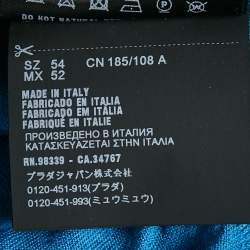 DO NOT
SZ 54 CN 185/108 A
MX 52
MADE IN ITALY
FABRICADO EN ITALIA
FABBRICATO IN ITALIA
FABRIQUÉ EN ITALIE
ПРОИЗВЕДЕНО В ИТАЛИЯ
ΚΑΤΑΣΚΕΥΑΖΕΤΑΙ ΣΤΗΝ ΙΤΑΛΙΑ
RN.98339 - CA.34767
プラダジャパン株式会社
0120-451-913(プラダ)
0120-451-993(ミュウミュウ)